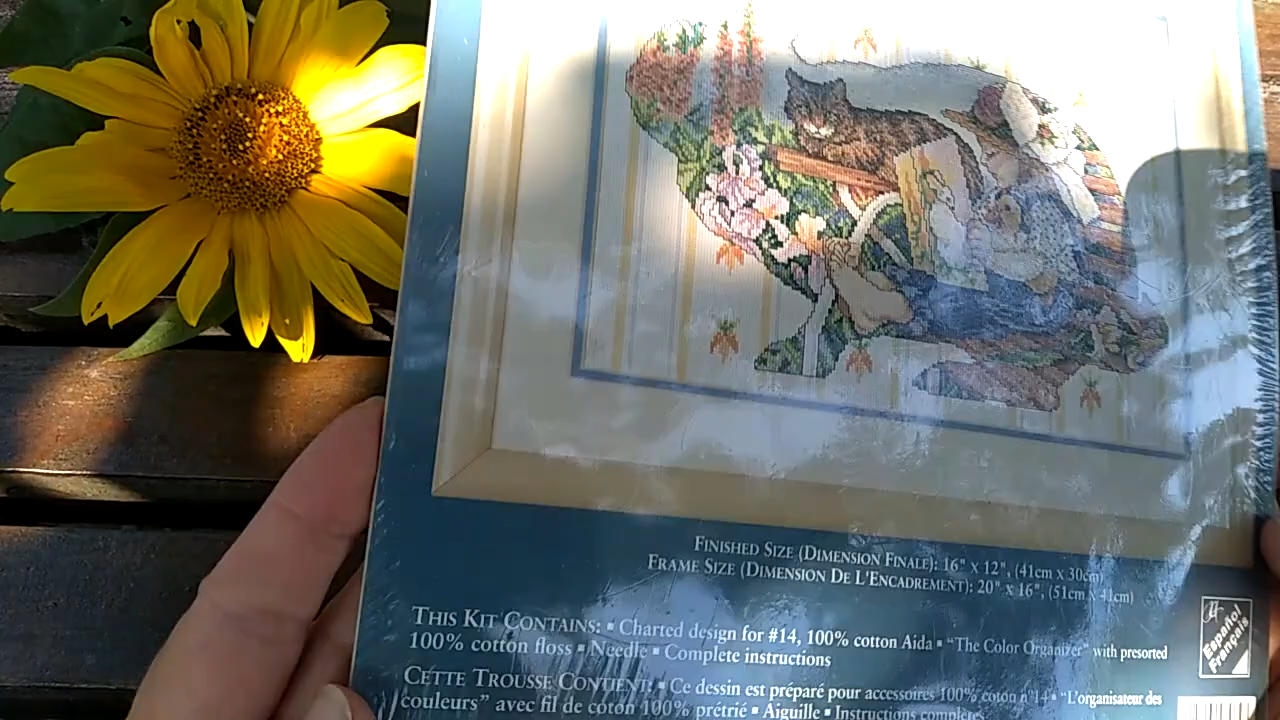 FINISHED SIZE (DIMENSION FINALE): 16" x 12", (41cm x 30cm)
FRAME SIZE (DIMENSION DE L'ENCADREMENT): 20" x 16", (51cm x 41cm)
THIS KIT CONTAINS: ▪ Charted design for #14, 100% cotton Aida ▪ "The Color Organizer" with presorted
100% cotton floss ▪ Needle ▪ Complete instructions
CETTE TROUSSE CONTIENT: ▪ Ce dessin est préparé pour accessoires 100% coton n°14 ▪ "L'organisateur des
couleurs" avec fil de coton 100% prétrié ▪ Aiguille ▪ Instructions complètes
Español
Français